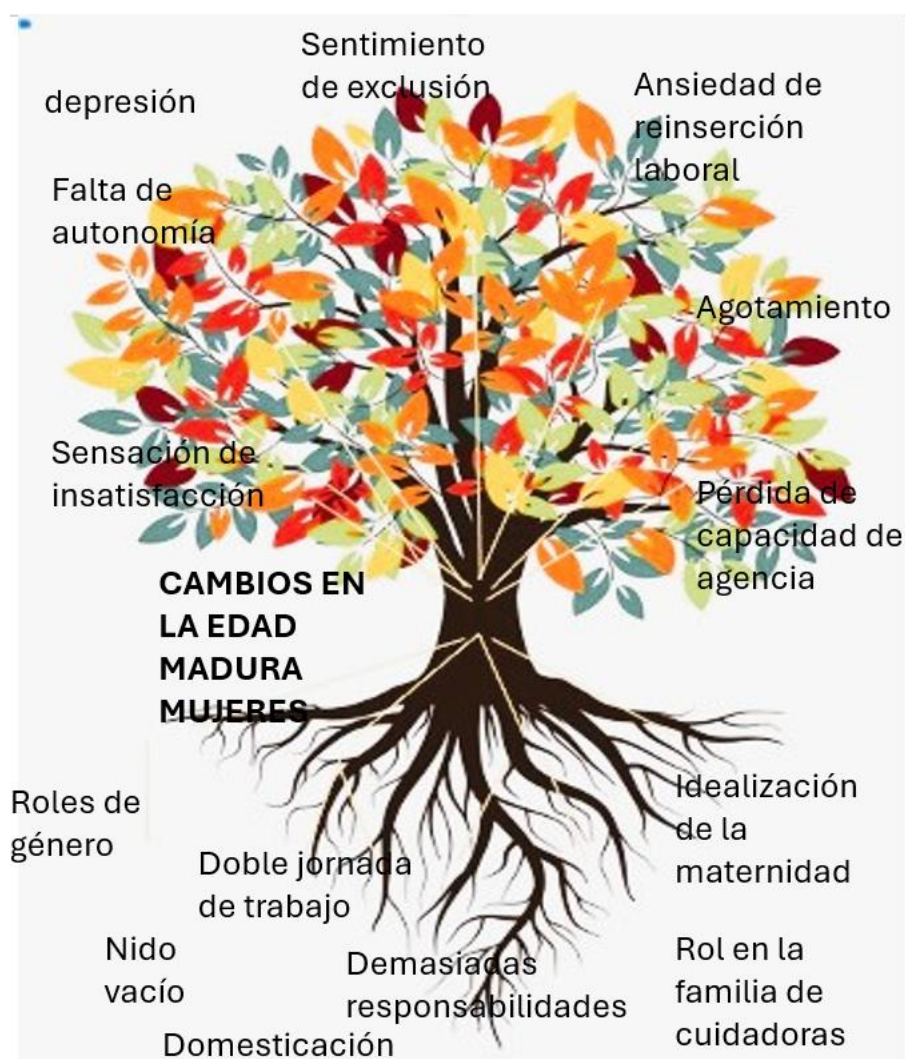 Sentimiento
de exclusión
depresión
Ansiedad de
reinserción
laboral
Falta de
autonomía
Agotamiento
Sensación de
insatisfacción
Pérdida de
capacidad de
agencia
CAMBIOS EN
LA EDAD
MADURA
MUJERES
Roles de
género
Idealización
de la
maternidad
Doble jornada
de trabajo
Nido
vacío
Demasiadas
responsabilidades
Rol en la
familia de
cuidadoras
Domesticación